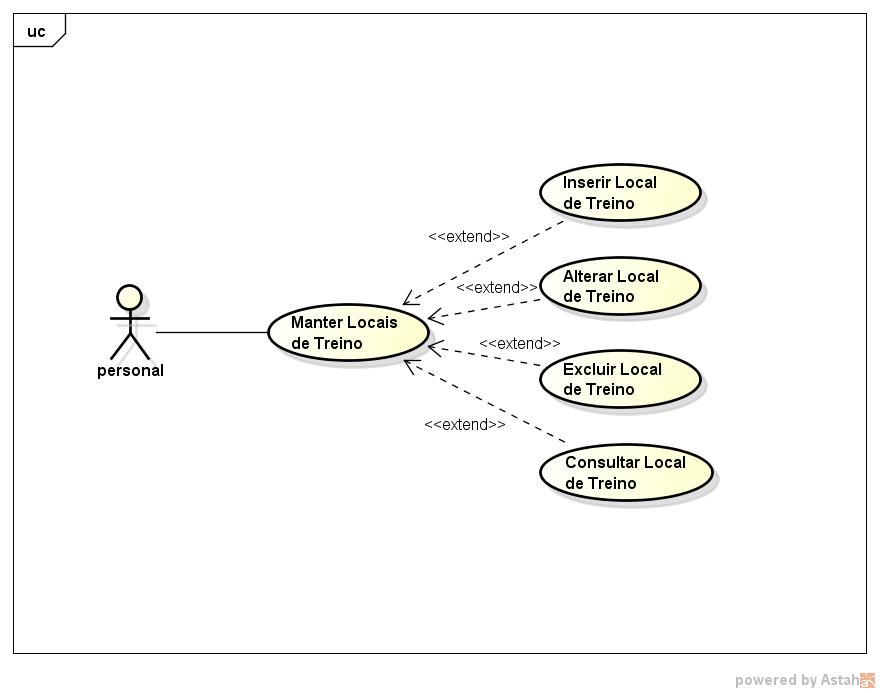 uc
Inserir Local
de Treino
<<extend>>
Alterar Local
de Treino
<<extend>>
personal
Manter Locais
de Treino
<<extend>>
Excluir Local
de Treino
<<extend>>
Consultar Local
de Treino
powered by Astah